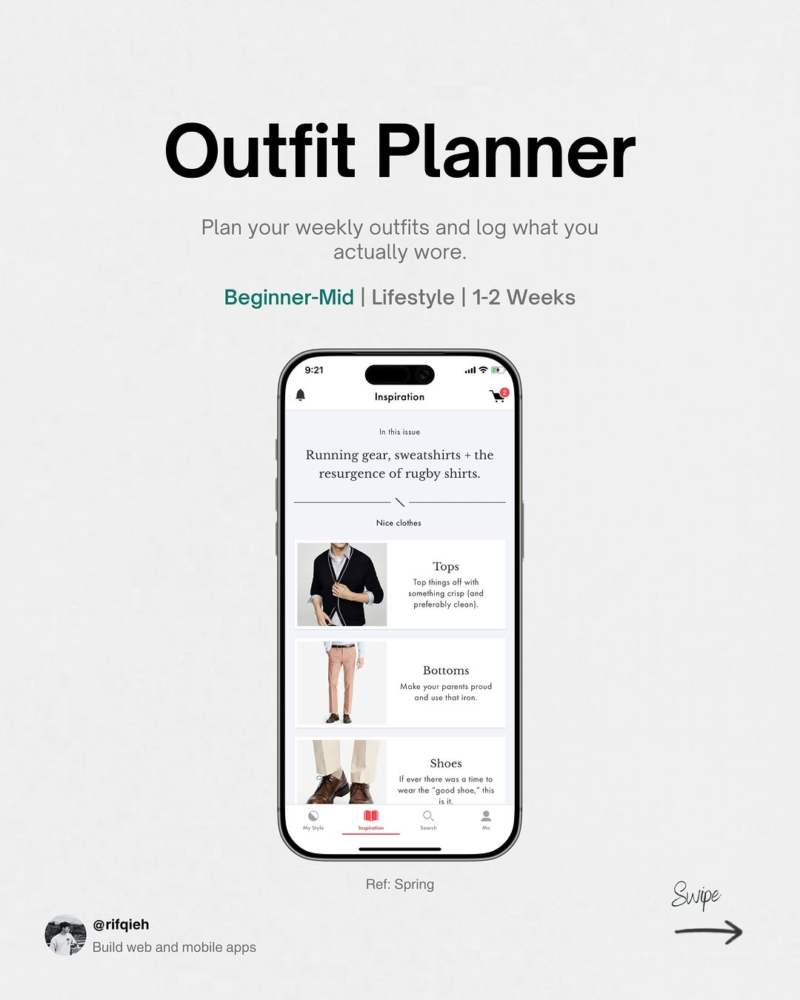 Outfit Planner
Plan your weekly outfits and log what you
actually wore.
Beginner-Mid | Lifestyle | 1-2 Weeks
9:21
Inspiration
2
In this issue
Running gear, sweatshirts + the
resurgence of rugby shirts.
Nice clothes
Tops
Top things off with
something crisp (and
preferably clean).
Bottoms
Make your parents proud
and use that iron.
Shoes
If ever there was a time to
wear the “good shoe,” this
is it.
My Style
Inspiration
Search
Me
Ref: Spring
Swipe
@rifqieh
Build web and mobile apps